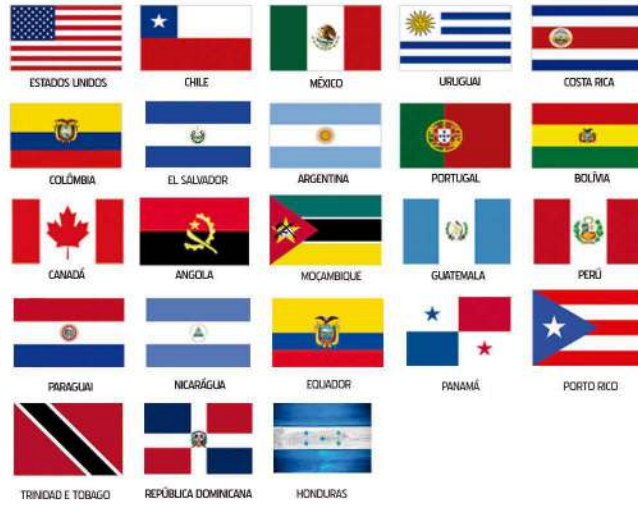 ESTADOS UNIDOS
CHILE
MÉXICO
URUGUAI
COSTA RICA
COLÔMBIA
EL SALVADOR
ARGENTINA
PORTUGAL
BOLÍVIA
CANADÁ
ANGOLA
MOÇAMBIQUE
GUATEMALA
PERÚ
PARAGUAI
NICARÁGUA
EQUADOR
PANAMÁ
PORTO RICO
TRINIDAD E TOBAGO
REPÚBLICA DOMINICANA
HONDURAS